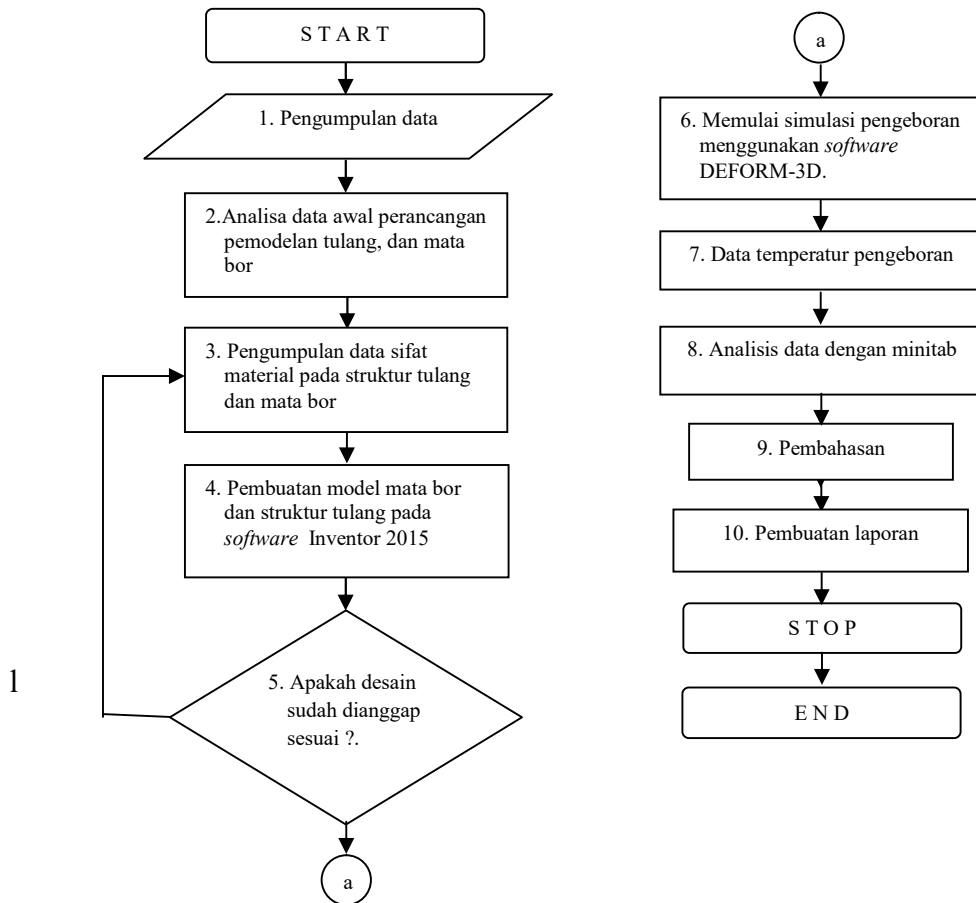 S T A R T
1. Pengumpulan data
2.Analisa data awal perancangan
pemodelan tulang, dan mata
bor
3. Pengumpulan data sifat
material pada struktur tulang
dan mata bor
4. Pembuatan model mata bor
dan struktur tulang pada
software Inventor 2015
l
5. Apakah desain
sudah dianggap
sesuai ?.
a
a
6. Memulai simulasi pengeboran
menggunakan software
DEFORM-3D.
7. Data temperatur pengeboran
8. Analisis data dengan minitab
9. Pembahasan
10. Pembuatan laporan
S T O P
E N D